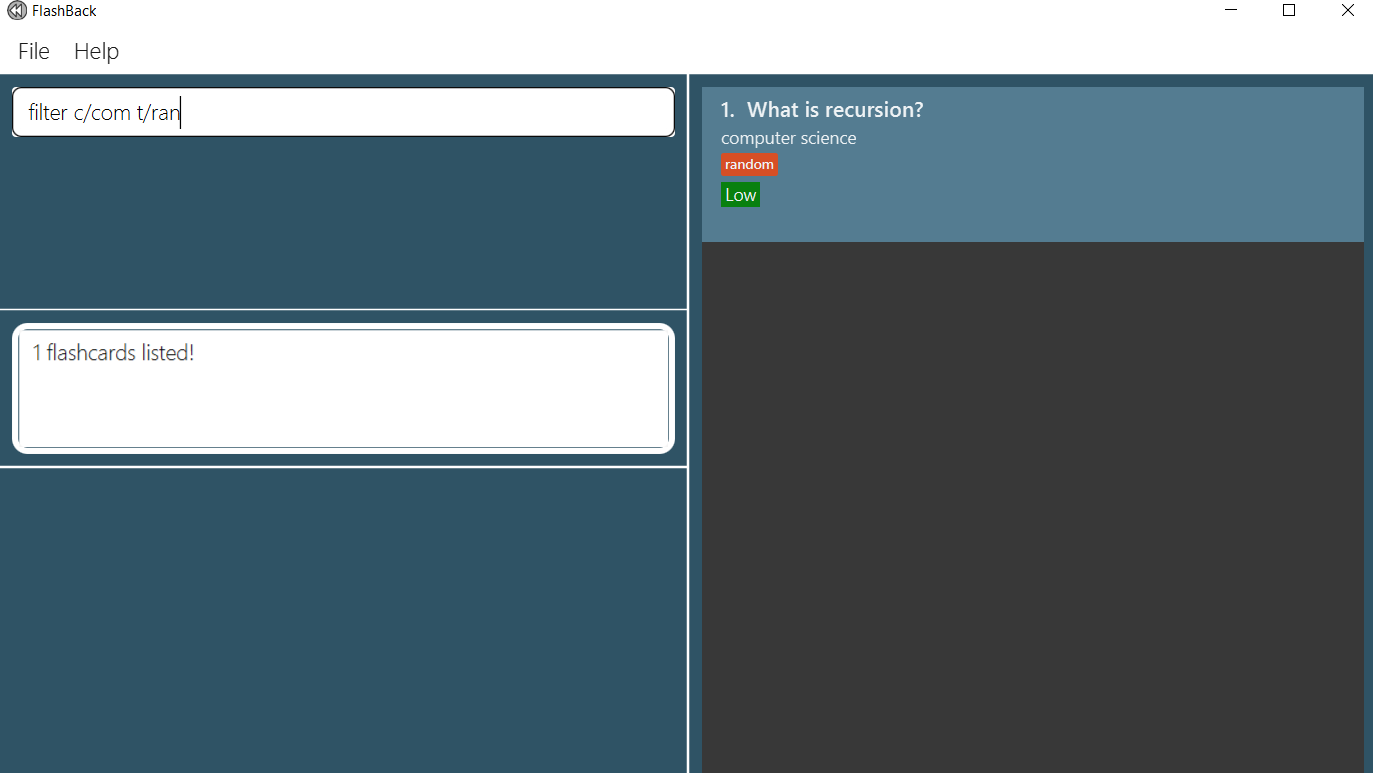 FlashBack
File Help
filter c/com t/ran
1 flashcards listed!
1. What is recursion?
computer science
random
Low